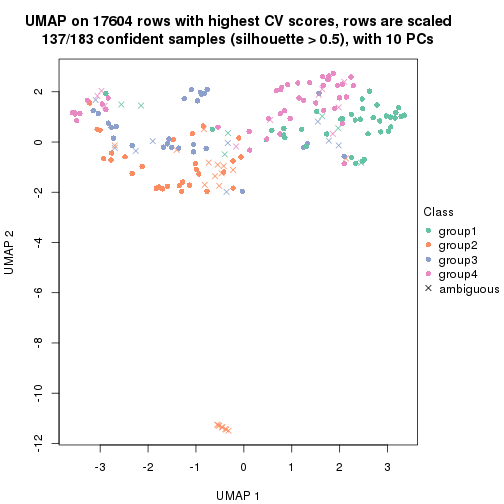 UMAP on 17604 rows with highest CV scores, rows are scaled
137/183 confident samples (silhouette > 0.5), with 10 PCs
2
0
-2
-4
-6
-8
-10
-12
UMAP 2
-3 -2 -1 0 1 2 3
UMAP 1
Class
group1
group2
group3
group4
ambiguous